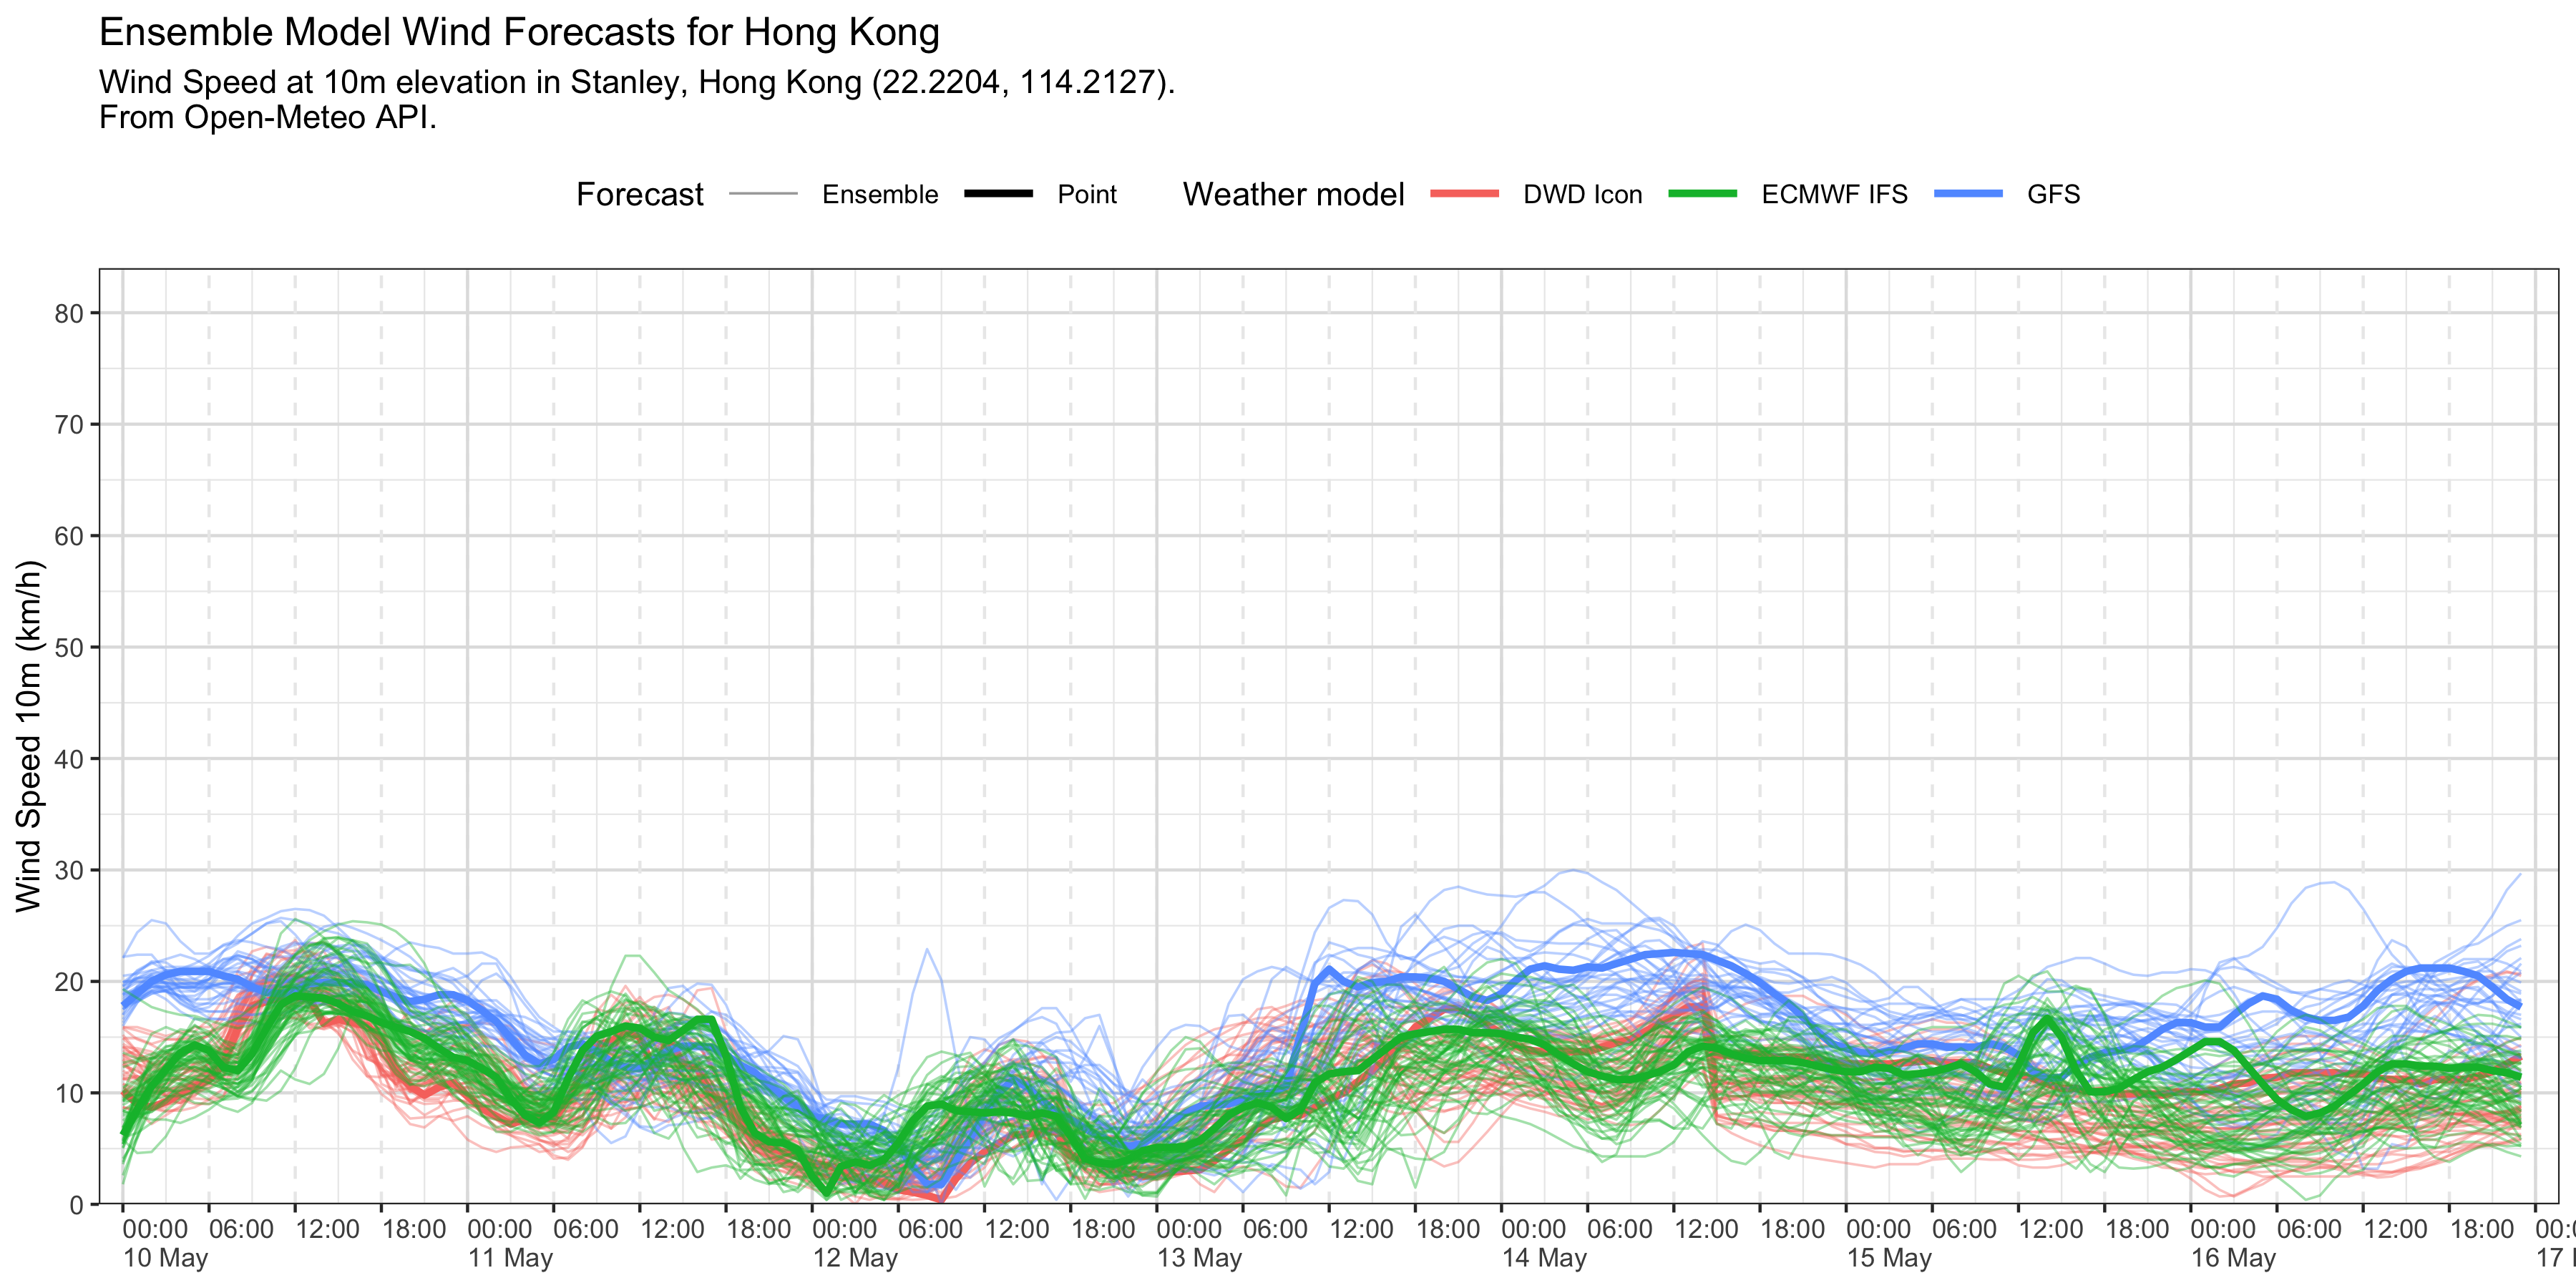 Ensemble Model Wind Forecasts for Hong Kong
Wind Speed at 10m elevation in Stanley, Hong Kong (22.2204, 114.2127).
From Open-Meteo API.
Forecast Ensemble Point Weather model DWD Icon ECMWF IFS GFS
Wind Speed 10m (km/h)
80
70
60
50
40
30
20
10
0
00:00 06:00 12:00 18:00 00:00 06:00 12:00 18:00 00:00 06:00 12:00 18:00 00:00 06:00 12:00 18:00 00:00 06:00 12:00 18:00 00:00 06:00 12:00 18:00 00:00 06:00 12:00 18:00
10 May 11 May 12 May 13 May 14 May 15 May 16 May 17